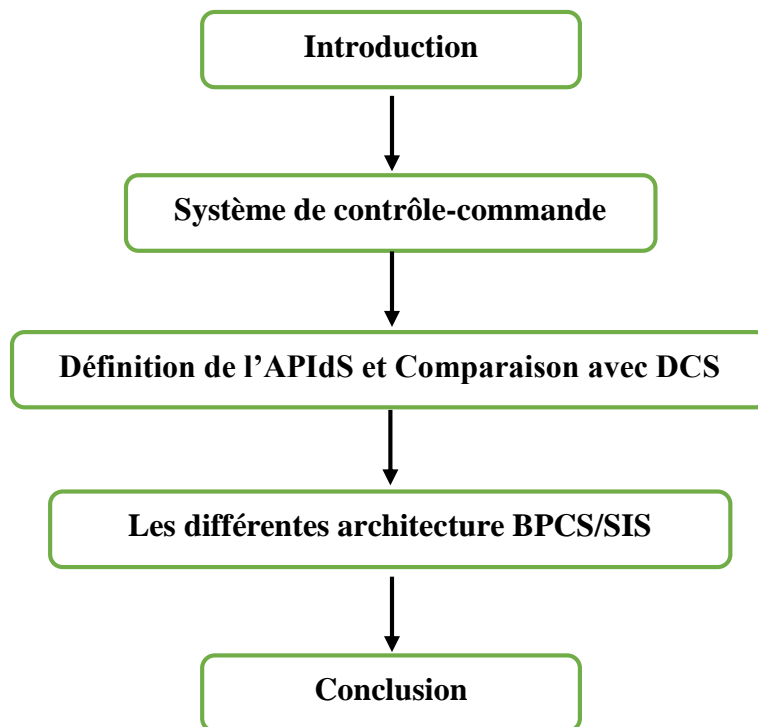 Introduction
Système de contrôle-commande
Définition de l’APIdS et Comparaison avec DCS
Les différentes architecture BPCS/SIS
Conclusion